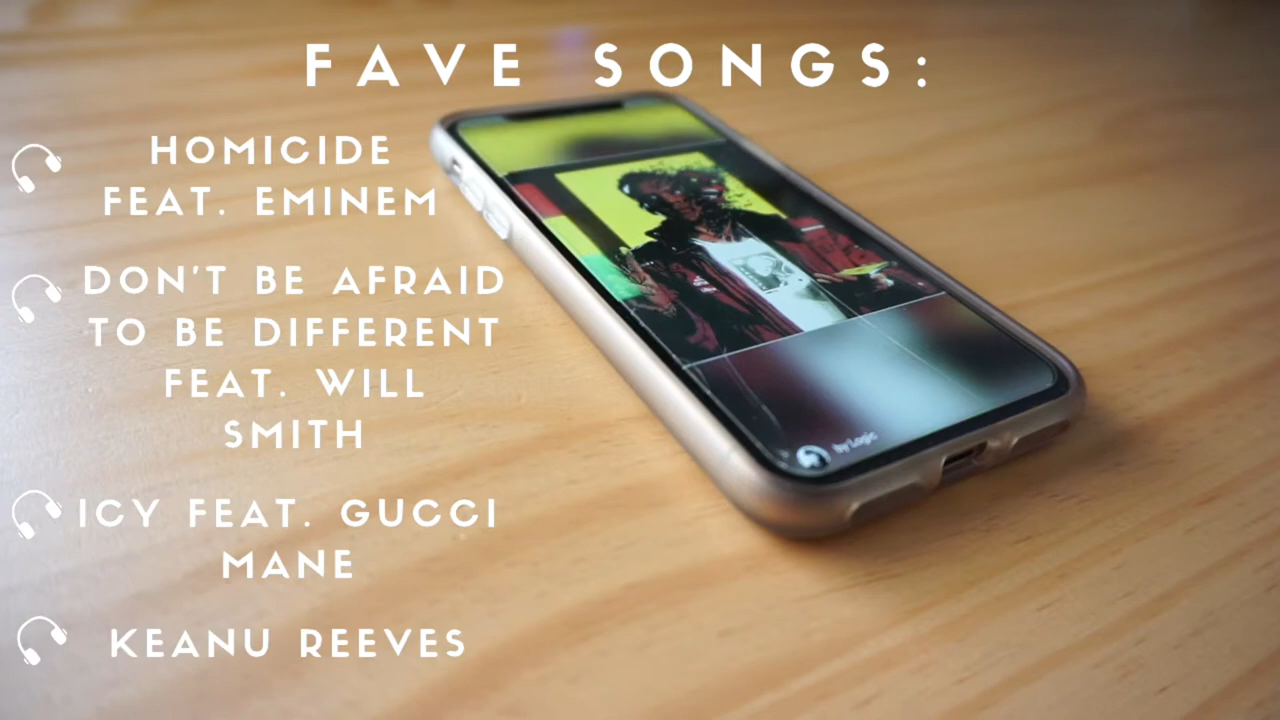 FAVE SONGS:
HOMICIDE
FEAT. EMINEM
DON'T BE AFRAID
TO BE DIFFERENT
FEAT. WILL
SMITH
ICY FEAT. GUCCI
MANE
KEANU REEVES
by Logic